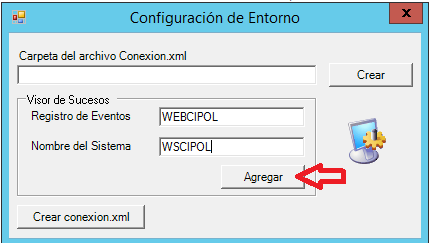 Configuración de Entorno
x
Carpeta del archivo Conexion.xml
Crear
Visor de Sucesos
Registro de Eventos WEBCIPOL
Nombre del Sistema WSCIPOL
Agregar
Crear conexion.xml